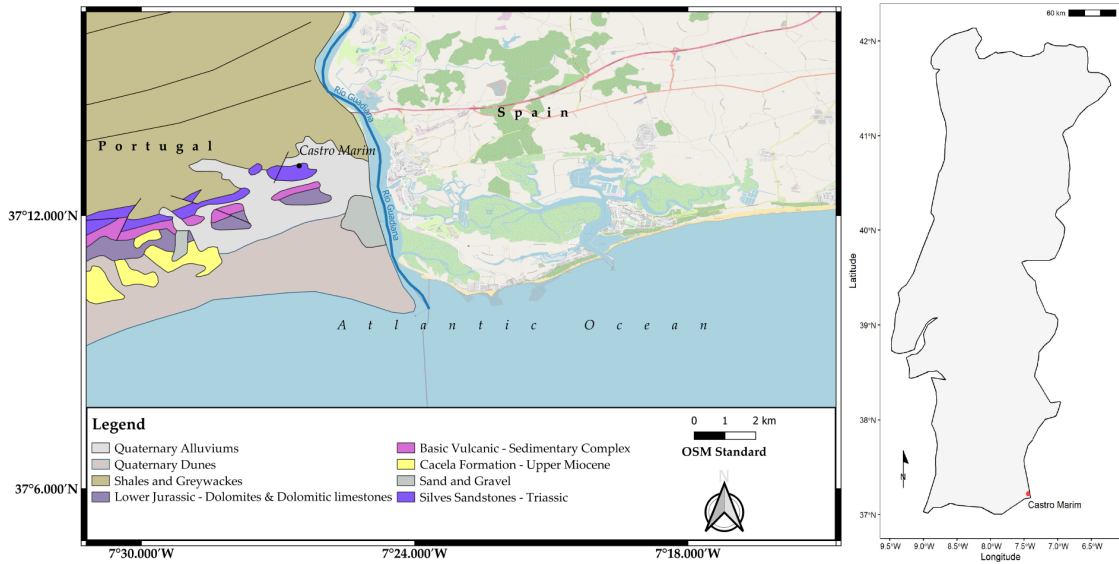 Portugal
Castro Marim
Río Guadiana
Río Guadiana
Spain
Atlantic Ocean
37°12.000′N
37°6.000′N
7°30.000′W
7°24.000′W
7°18.000′W
Legend
Quaternary Alluviums
Quaternary Dunes
Shales and Greywackes
Lower Jurassic - Dolomites & Dolomitic limestones
Basic Vulcanic - Sedimentary Complex
Cacela Formation - Upper Miocene
Sand and Gravel
Silves Sandstones - Triassic
0 1 2 km
OSM Standard
N
60 km
42°N
41°N
40°N
39°N
38°N
37°N
Latitude
N
Castro Marim
9.5°W 9.0°W 8.5°W 8.0°W 7.5°W 7.0°W 6.5°W
Longitude